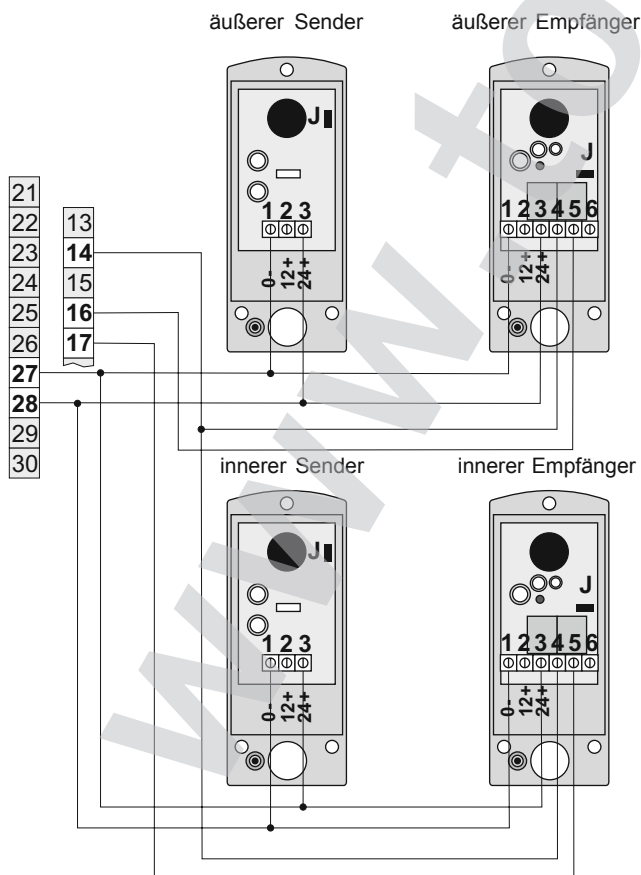 äußerer Sender
äußerer Empfänger
J
J
1 2 3
1 2 3 4 5 6
0-
12+
24+
0-
12+
24+
21
22
23
24
25
26
27
28
29
30
13
14
15
16
17
innerer Sender
innerer Empfänger
J
J
1 2 3
1 2 3 4 5 6
0-
12+
24+
0-
12+
24+
www.to